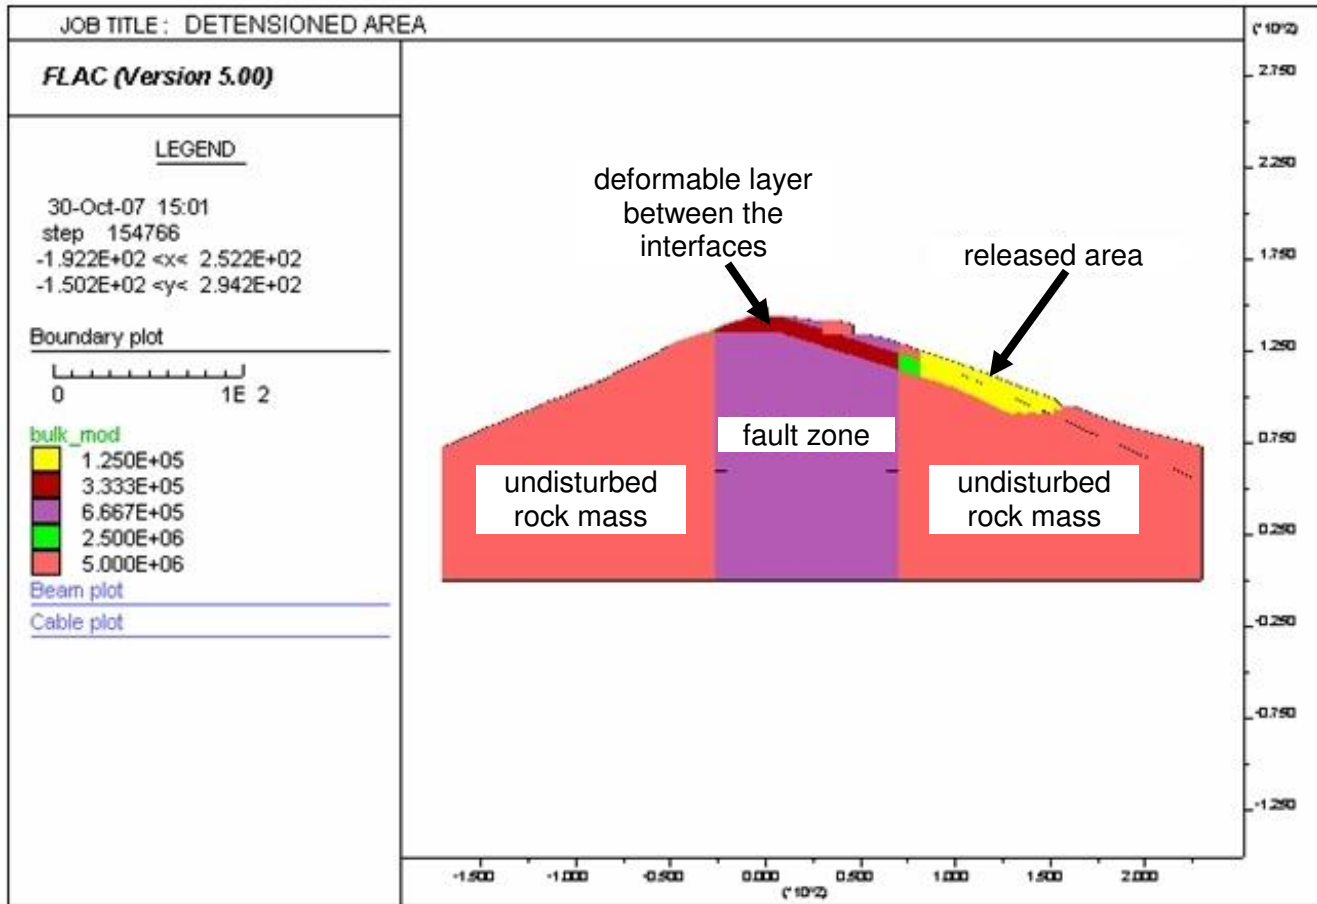 JOB TITLE : DETENSIONED AREA
FLAC (Version 5.00)
LEGEND
30-Oct-07 15:01
step 154766
-1.922E+02 <x< 2.522E+02
-1.502E+02 <y< 2.942E+02
Boundary plot
0 1E 2
bulk_mod
1.250E+05
3.333E+05
6.667E+05
2.500E+06
5.000E+06
Beam plot
Cable plot
deformable layer
between the
interfaces
released area
fault zone
undisturbed
rock mass
undisturbed
rock mass
(*10^2)
2.750
2.250
1.750
1.250
0.750
0.250
-0.250
-0.750
-1.250
-1.500 -1.000 -0.500 0.000 0.500 1.000 1.500 2.000
(*10^2)